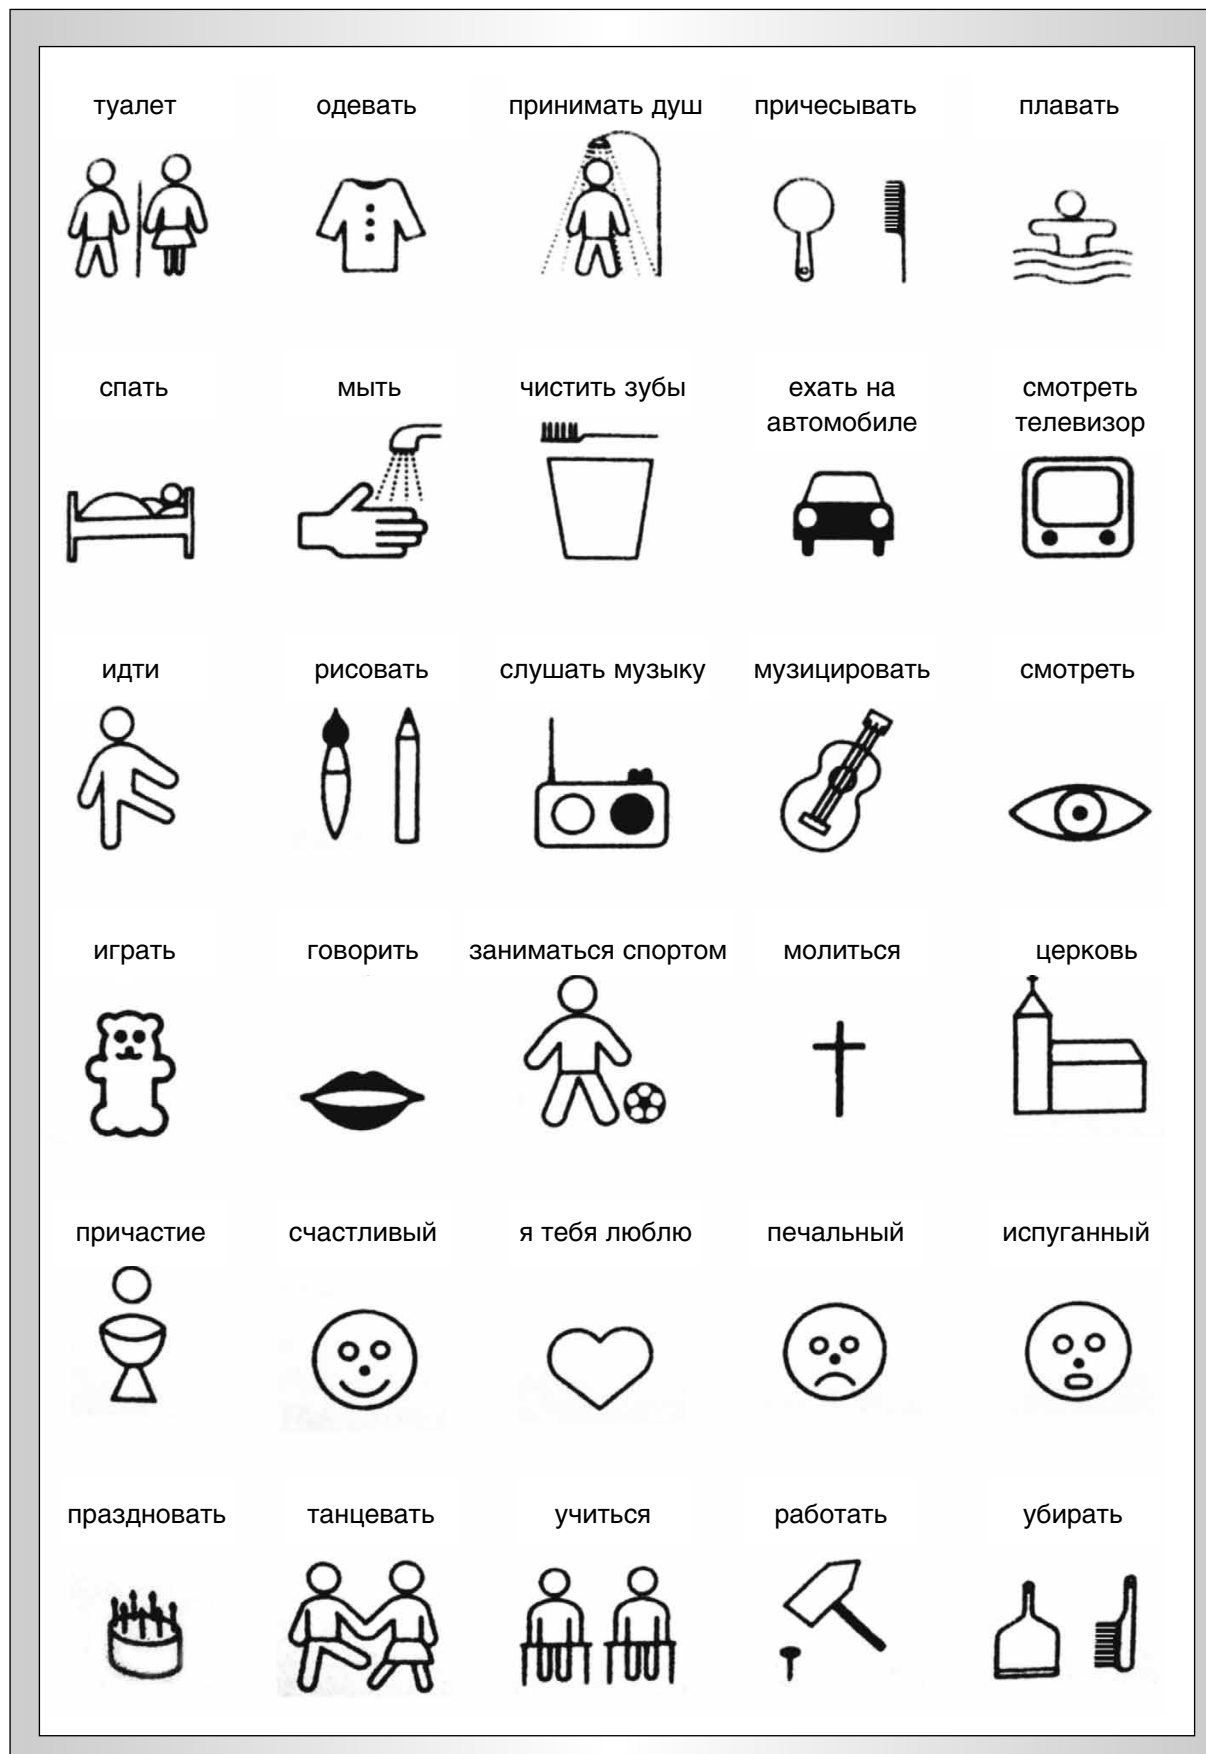 туалет
одевать
принимать душ
причесывать
плавать
спать
мыть
чистить зубы
ехать на
автомобиле
смотреть
телевизор
идти
рисовать
слушать музыку
музицировать
смотреть
играть
говорить
заниматься спортом
молиться
церковь
причастие
счастливый
я тебя люблю
печальный
испуганный
праздновать
танцевать
учиться
работать
убирать